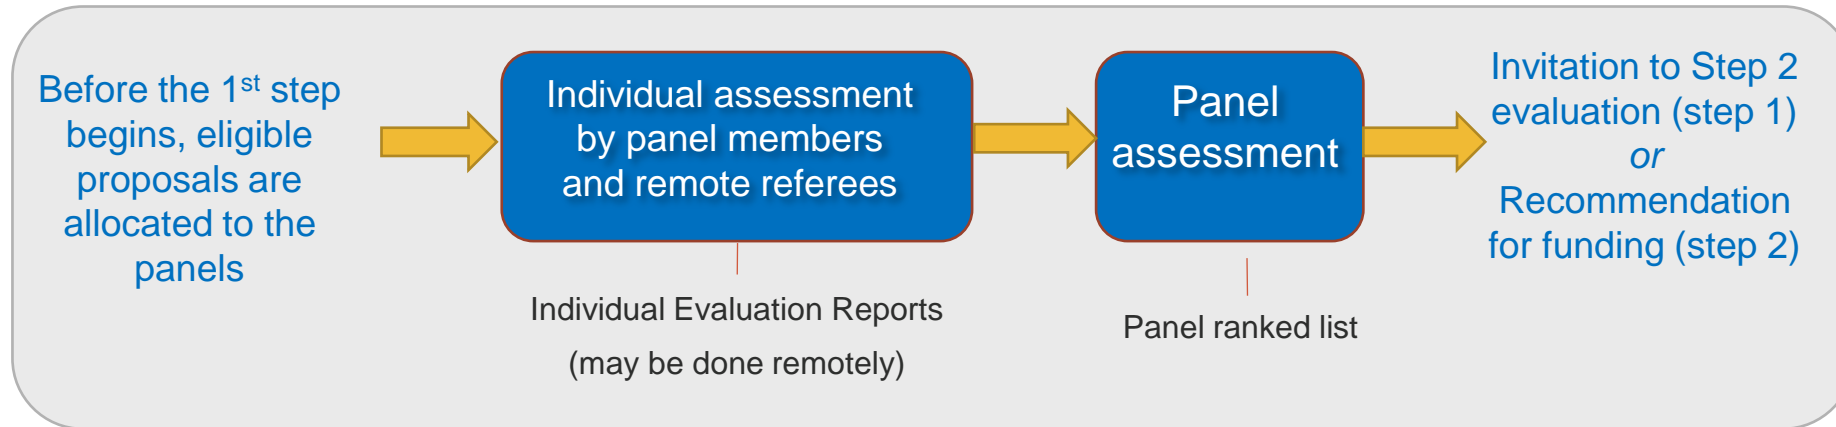 Before the 1st step
begins, eligible
proposals are
allocated to the
panels
Individual assessment
by panel members
and remote referees
Individual Evaluation Reports
(may be done remotely)
Panel
assessment
Panel ranked list
Invitation to Step 2
evaluation (step 1)
or
Recommendation
for funding (step 2)